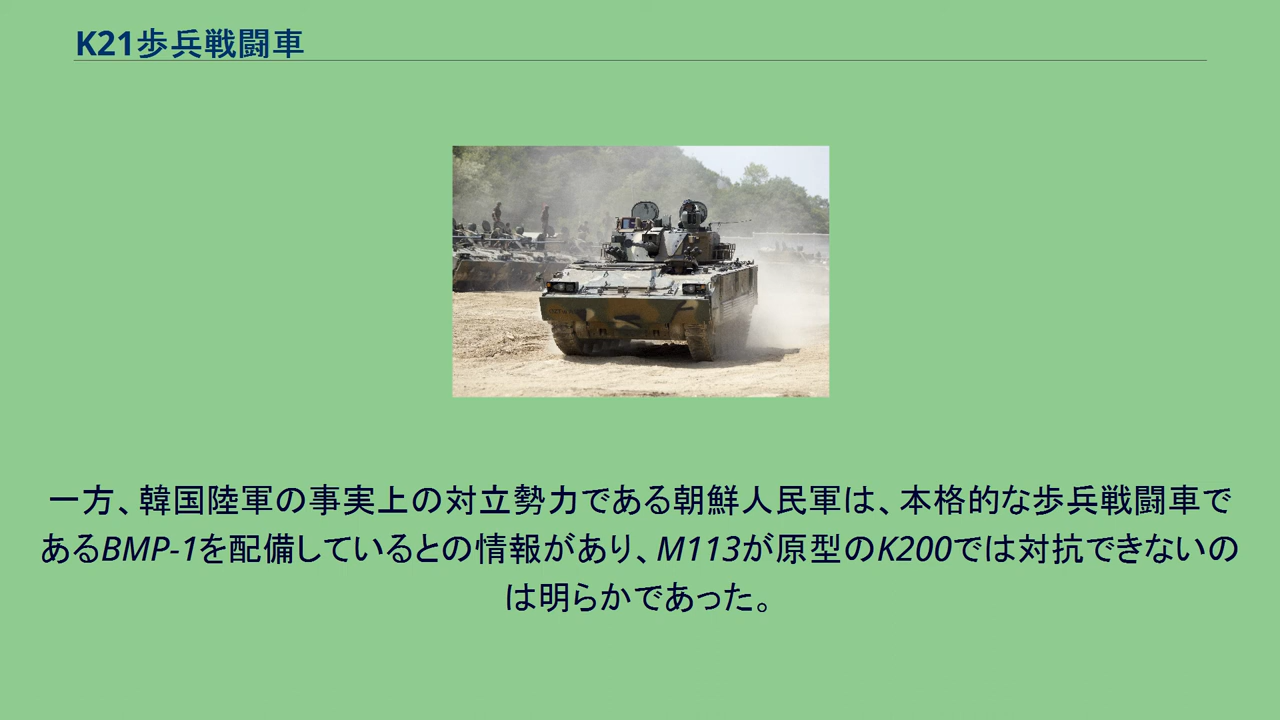 K21歩兵戦闘車
一方、韓国陸軍の事実上の対立勢力である朝鮮人民軍は、本格的な歩兵戦闘車で
あるBMP-1を配備しているとの情報があり、M113が原型のK200では対抗できないの
は明らかであった。